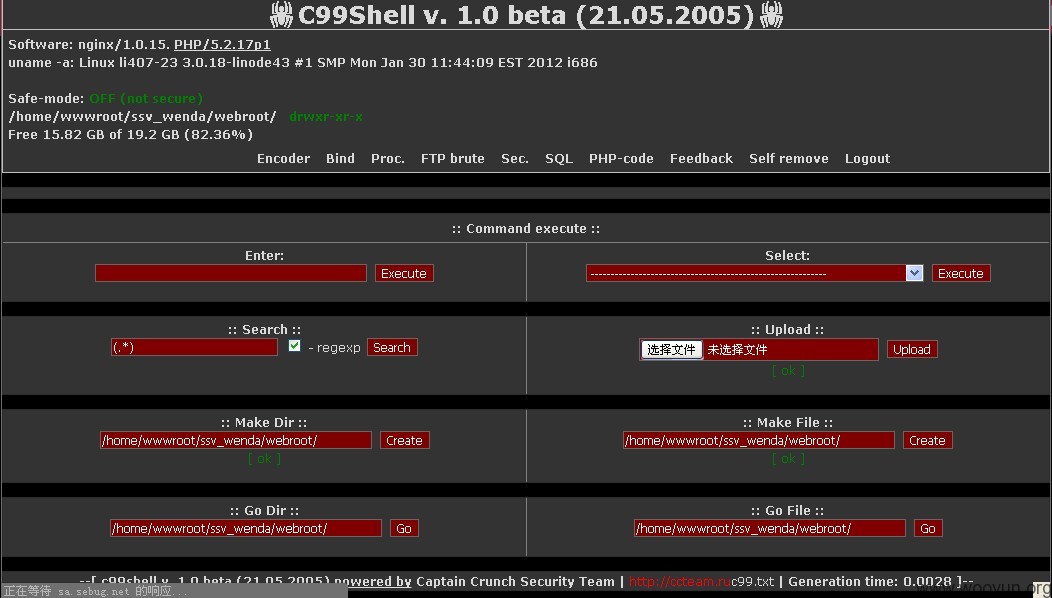 C99Shell v. 1.0 beta (21.05.2005)
Software: nginx/1.0.15. PHP/5.2.17p1
uname -a: Linux li407-23 3.0.18-linode43 #1 SMP Mon Jan 30 11:44:09 EST 2012 i686
Safe-mode: OFF (not secure)
/home/wwwroot/ssv_wenda/webroot/ drwxr-xr-x
Free 15.82 GB of 19.2 GB (82.36%)
Encoder Bind Proc. FTP brute Sec. SQL PHP-code Feedback Self remove Logout
:: Command execute ::
Enter: Select:
Execute ----------------------------------------------------------- Execute
:: Search :: :: Upload ::
(.*) - regexp Search 选择文件 未选择文件 Upload
[ ok ]
:: Make Dir :: :: Make File ::
/home/wwwroot/ssv_wenda/webroot/ Create /home/wwwroot/ssv_wenda/webroot/ Create
[ ok ] [ ok ]
:: Go Dir :: :: Go File ::
/home/wwwroot/ssv_wenda/webroot/ Go /home/wwwroot/ssv_wenda/webroot/ Go
--[ c99shell v. 1.0 beta (21.05.2005) powered by Captain Crunch Security Team | http://ccteam.ruc99.txt | Generation time: 0.0028 ]--
正在等待 sa.sebug.net 的响应...
www.wooyun.org